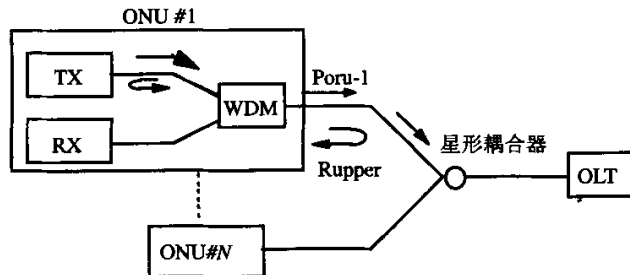 ONU #1
TX
Poru-1
WDM
RX
Rupper
星形耦合器
OLT
ONU#N